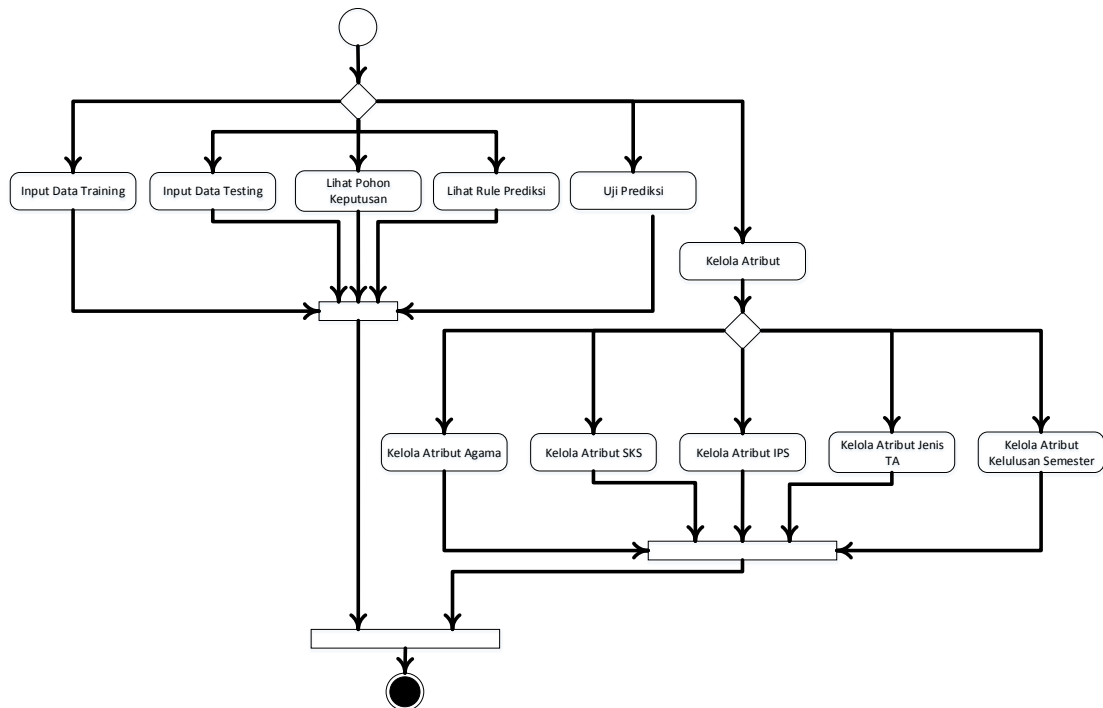 Input Data Training
Input Data Testing
Lihat Pohon
Keputusan
Lihat Rule Prediksi
Uji Prediksi
Kelola Atribut
Kelola Atribut Agama
Kelola Atribut SKS
Kelola Atribut IPS
Kelola Atribut Jenis
TA
Kelola Atribut
Kelulusan Semester